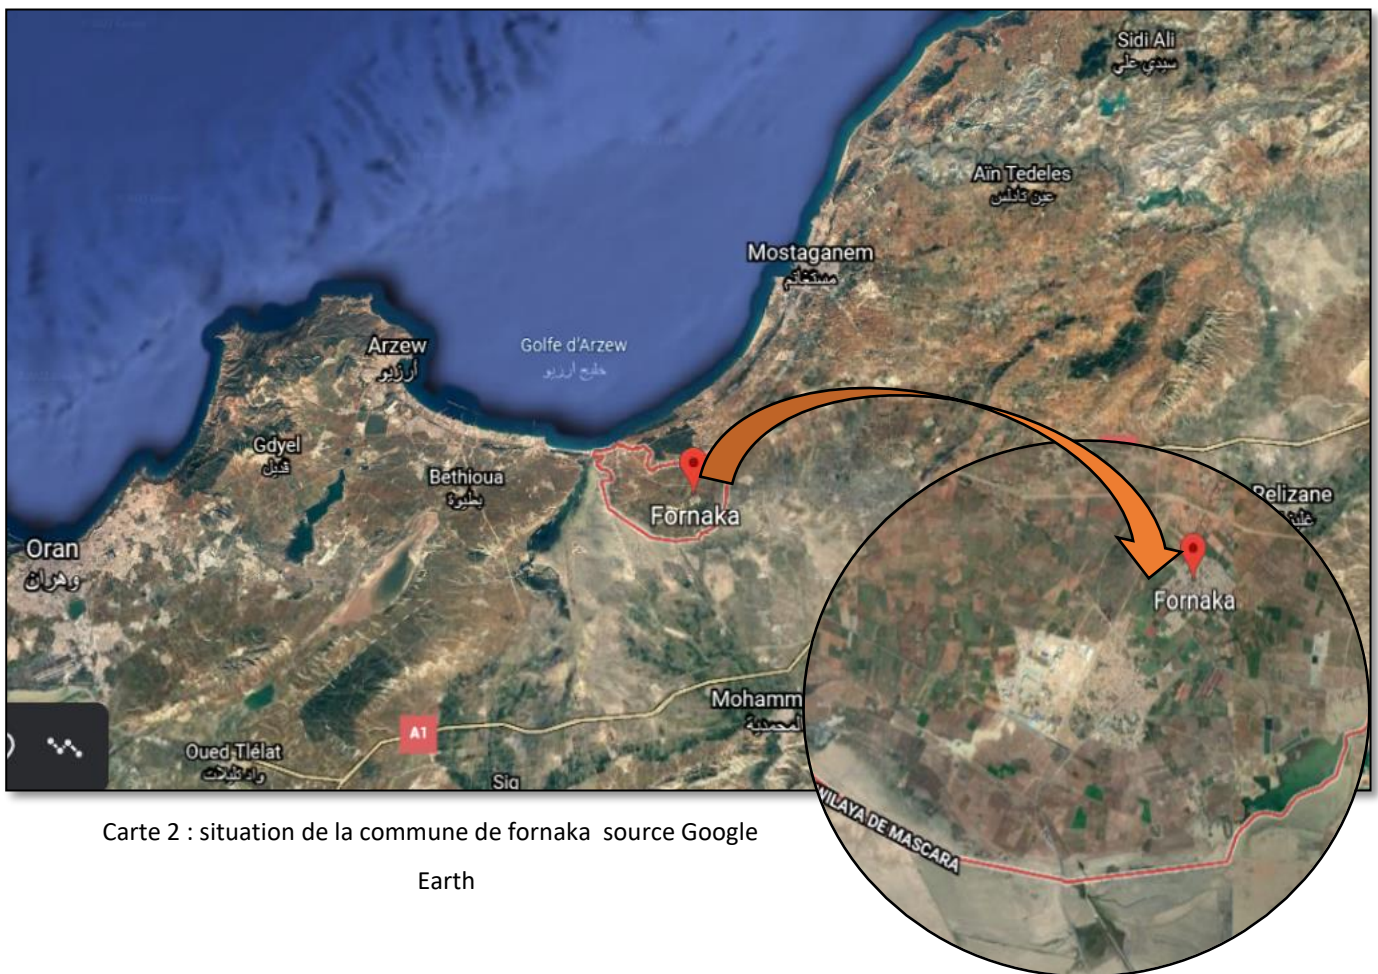 Sidi Ali
سيدي علي
Aïn Tedeles
عين تادلس
Mostaganem
مستغانم
Arzew
أرزيو
Golfe d'Arzew
خليج أرزيو
Gdyel
قديل
Bethioua
بطيوة
Fornaka
Relizane
Oran
وهران
Fornaka
Mohamm
المحمدية
A1
Oued Tlélat
واد تليلات
Sig
WILAYA DE MASCARA
Carte 2 : situation de la commune de fornaka source Google
Earth